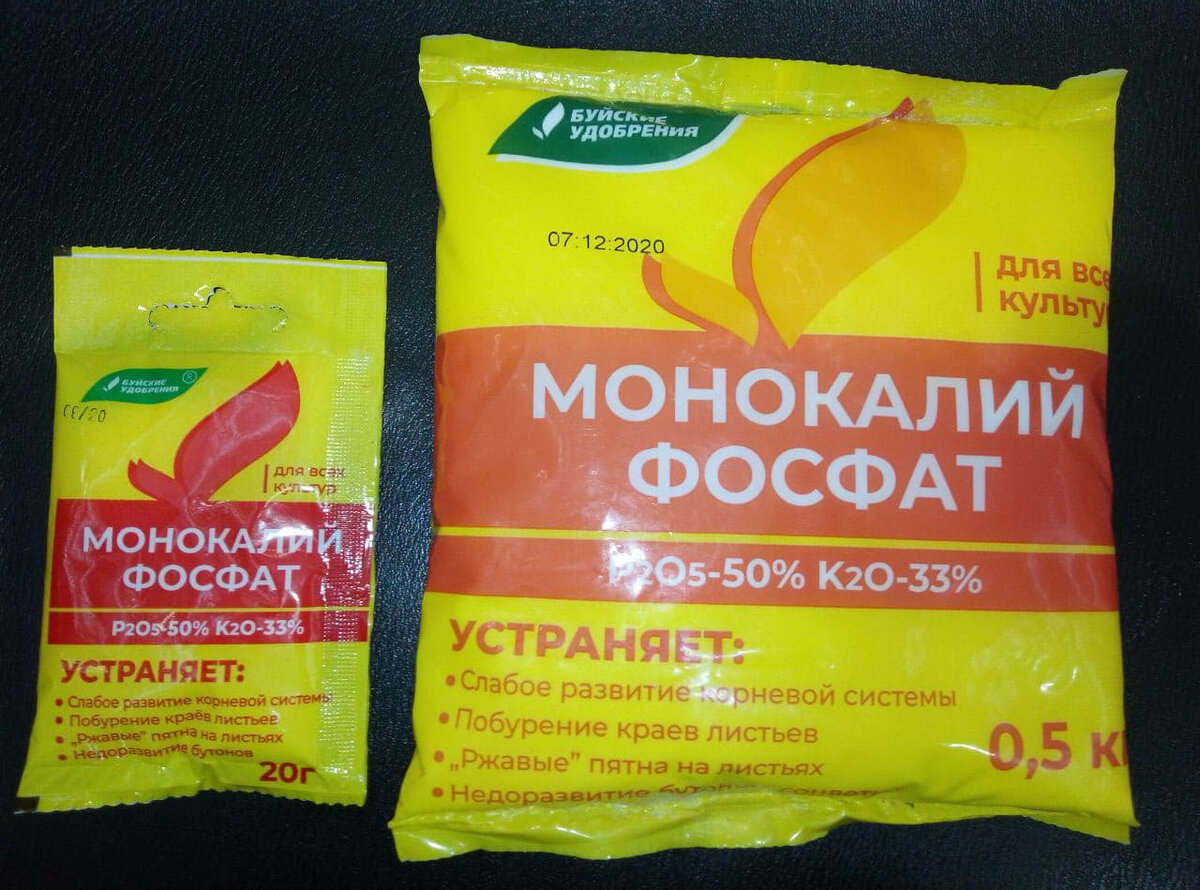 БУЙСКИЕ
УДОБРЕНИЯ ®
03/20
для всех
культур
МОНОКАЛИЙ
ФОСФАТ
P2O5-50% K2O-33%
УСТРАНЯЕТ:
• Слабое развитие корневой системы
• Побурение краёв листьев
• „Ржавые" пятна на листьях
• Недоразвитие бутонов
20г
БУЙСКИЕ
УДОБРЕНИЯ
07:12:2020
для все
культу
МОНОКАЛИЙ
ФОСФАТ
P2O5-50% K2O-33%
УСТРАНЯЕТ:
• Слабое развитие корневой системы
• Побурение краев листьев
• „Ржавые" пятна на листьях
• Недоразвитие
0,5 к